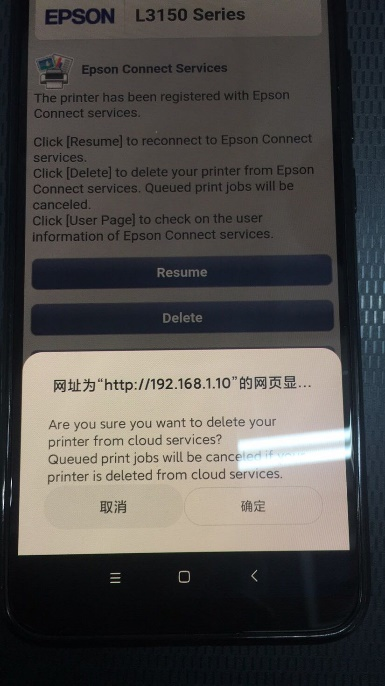 EPSON L3150 Series
Epson Connect Services
The printer has been registered with Epson
Connect services.
Click [Resume] to reconnect to Epson Connect
services.
Click [Delete] to delete your printer from Epson
Connect services. Queued print jobs will be
canceled.
Click [User Page] to check on the user
information of Epson Connect services.
Resume
Delete
网址为“http://192.168.1.10”的网页显...
Are you sure you want to delete your
printer from cloud services?
Queued print jobs will be canceled if your
printer is deleted from cloud services.
取消 确定